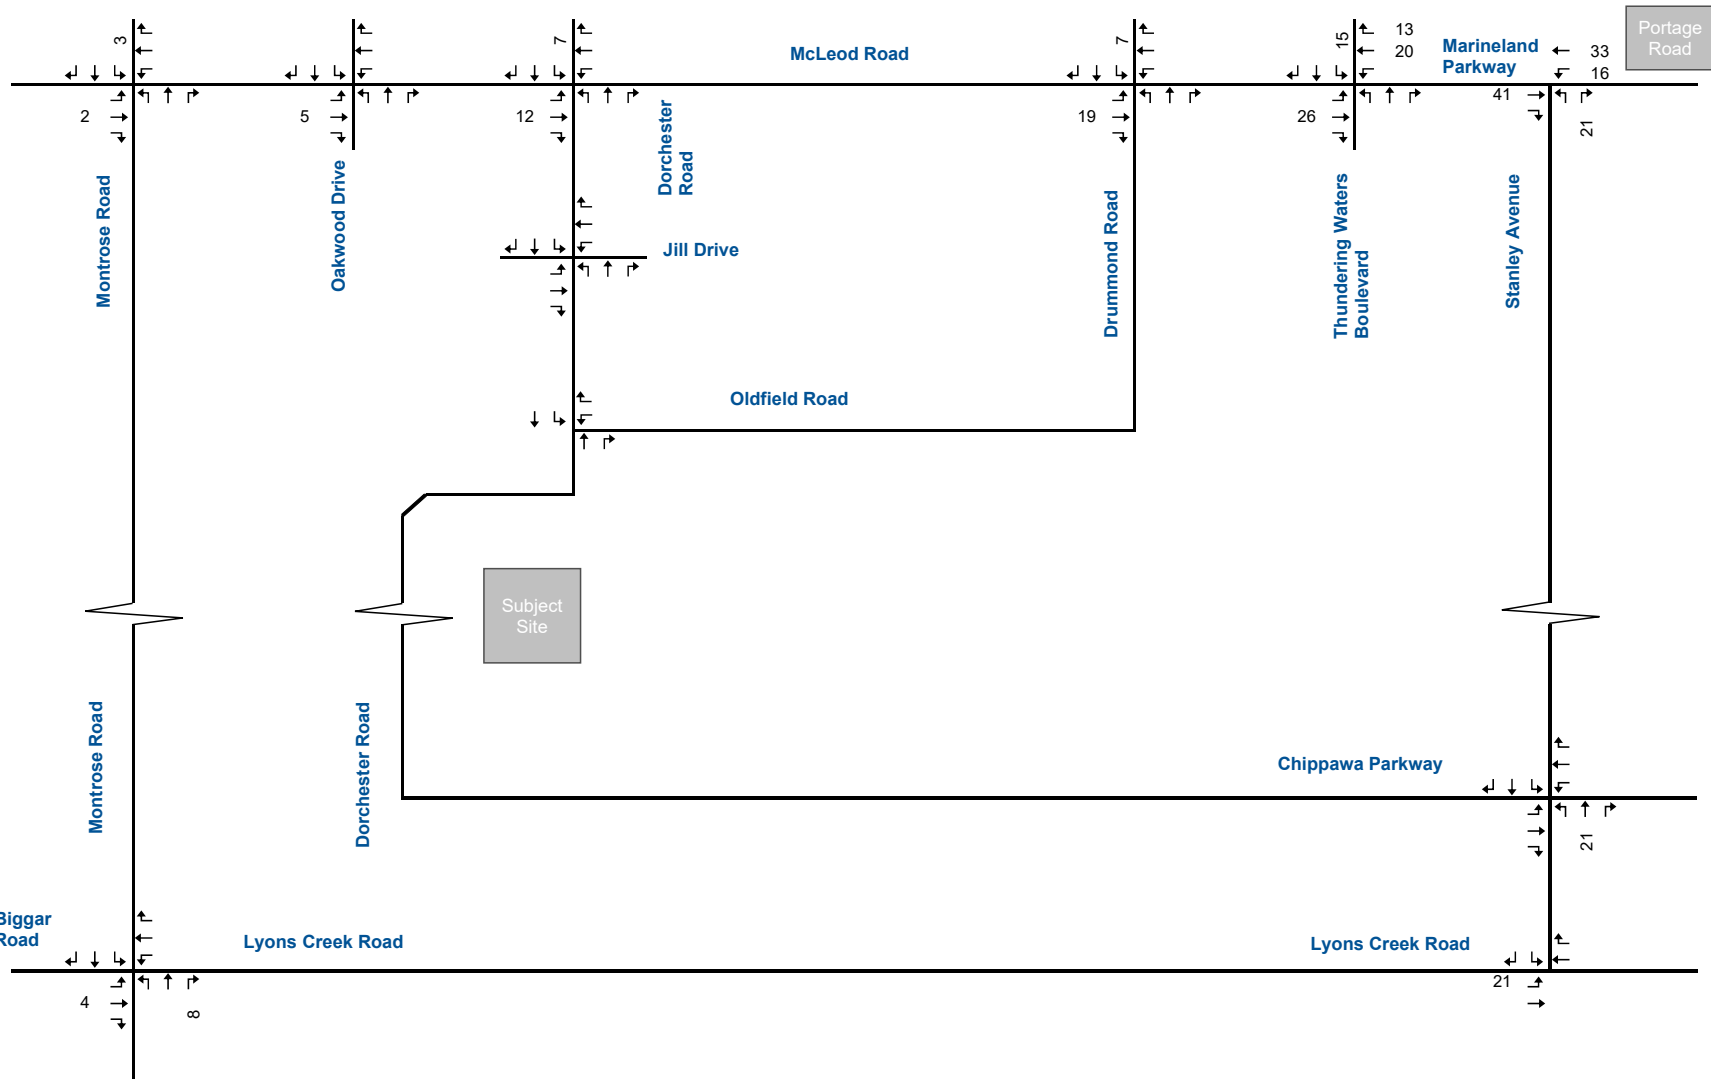 3
7
McLeod Road
7
15
13
20
Marineland
Parkway
33
16
Portage
Road
2
5
12
19
26
41
21
Montrose Road
Oakwood Drive
Dorchester
Road
Jill Drive
Drummond Road
Thundering Waters
Boulevard
Stanley Avenue
Oldfield Road
Subject
Site
Montrose Road
Dorchester Road
Chippawa Parkway
21
Biggar
Road
Lyons Creek Road
Lyons Creek Road
4
8
21